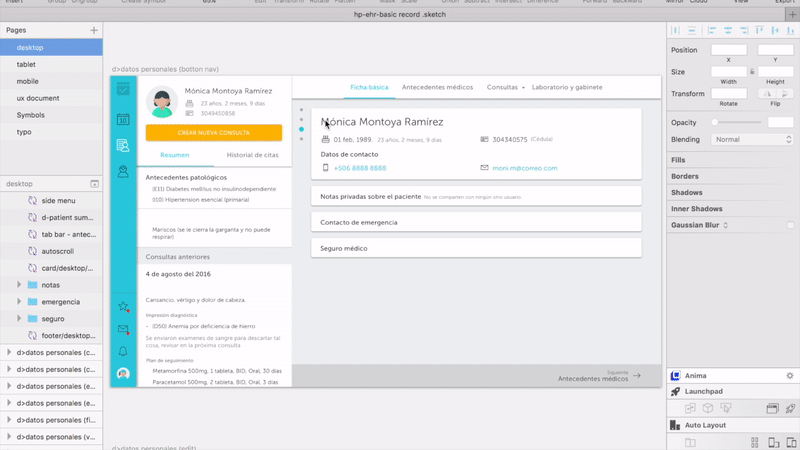 Insert
Group
Ungroup
Create Symbol
65%
Edit
Transform
Rotate
Flatten
Mask
Scale
Union
Subtract
Intersect
Difference
Forward
Backward
Mirror
Cloud
View
Export
hp-ehr-basic record .sketch
Pages
desktop
tablet
mobile
ux document
Symbols
typo
desktop
side menu
d-patient sum...
tab bar - antec...
autoscroll
card/desktop/...
notas
emergencia
seguro
footer/desktop...
d>datos personales (c...
d>datos personales (c...
d>datos personales (e...
d>datos personales (e...
d>datos personales (fi...
d>datos personales (v...
d>datos personales (botton nav)
Mónica Montoya Ramírez
23 años, 2 meses, 9 días
3049450958
CREAR NUEVA CONSULTA
Resumen
Historial de citas
Antecedentes patológicos
(E11) Diabetes mellitus no insulinodependiente
(I10) Hipertension esencial (primaria)
Mariscos (se le cierra la garganta y no puede
respirar)
Consultas anteriores
4 de agosto del 2016
Cansancio, vértigo y dolor de cabeza.
Impresión diagnóstica
- (D50) Anemia por deficiencia de hierro
Se enviaron examenes de sangre para descartar tal
cosa, revisar en la próxima consulta
Plan de seguimiento
Metamorfina 500mg, 1 tableta, BID, Oral, 30 días
Paracetamol 500mg, 2 tableta, BID, Oral, 3 dias
Ficha básica
Antecedentes médicos
Consultas
Laboratorio y gabinete
Mónica Montoya Ramírez
01 feb, 1989. 23 años, 2 meses, 9 días
304340575 (Cédula)
Datos de contacto
+506 8888 8888
moni.m@correo.com
Notas privadas sobre el paciente No se comparten con ningún otro usuario.
Contacto de emergencia
Seguro médico
Siguiente
Antecedentes médicos
d>datos personales (edit)
Position
X
Y
Size
Width
Height
Transform
Rotate
Flip
Opacity
Blending
Normal
Fills
Borders
Shadows
Inner Shadows
Gaussian Blur
Anima
Launchpad
Auto Layout